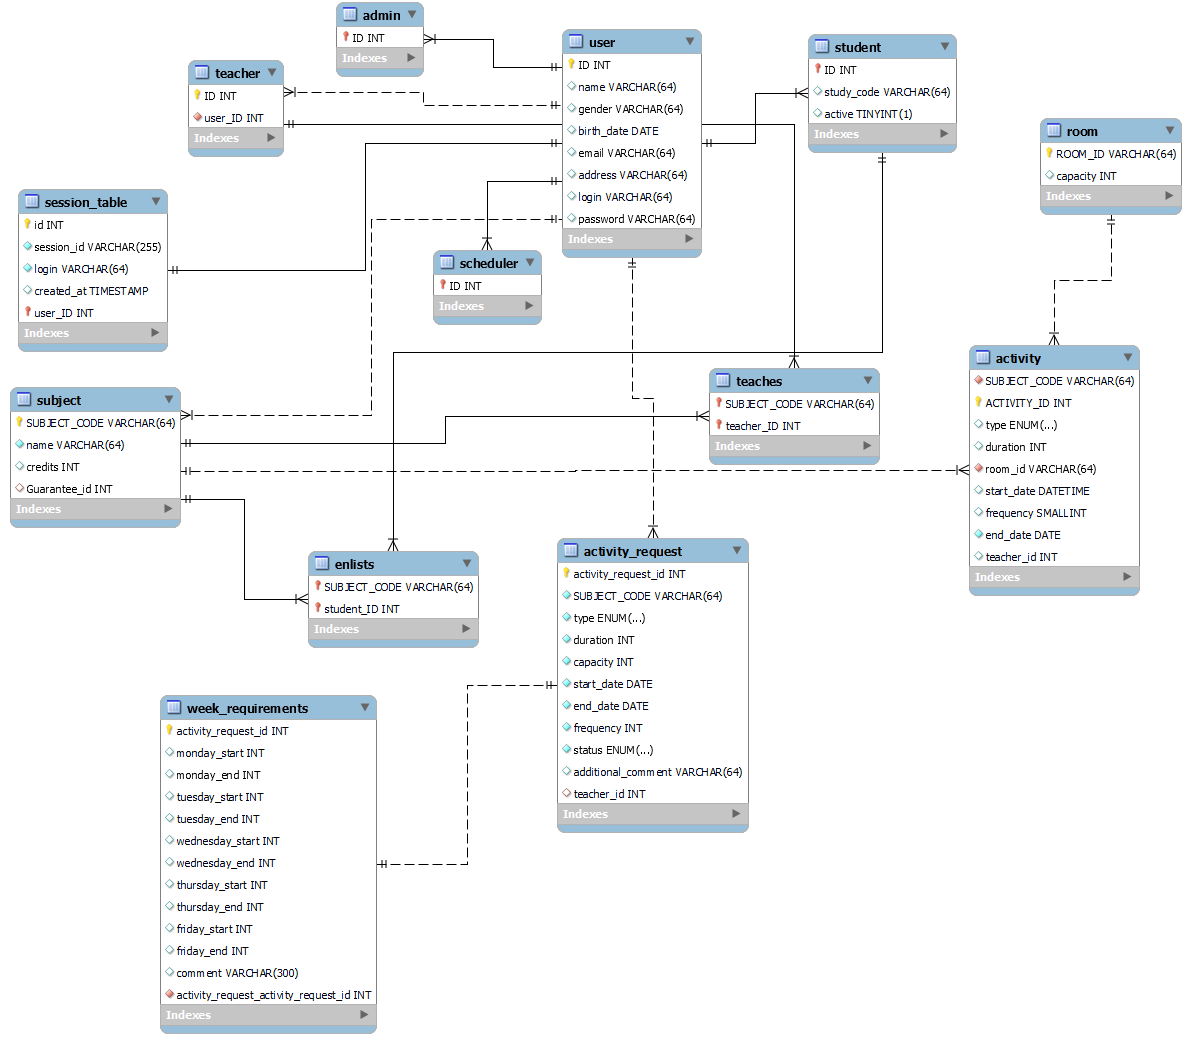 admin
ID INT
Indexes
user
ID INT
name VARCHAR(64)
gender VARCHAR(64)
birth_date DATE
email VARCHAR(64)
address VARCHAR(64)
login VARCHAR(64)
password VARCHAR(64)
Indexes
student
ID INT
study_code VARCHAR(64)
active TINYINT(1)
Indexes
teacher
ID INT
user_ID INT
Indexes
room
ROOM_ID VARCHAR(64)
capacity INT
Indexes
session_table
id INT
session_id VARCHAR(255)
login VARCHAR(64)
created_at TIMESTAMP
user_ID INT
Indexes
scheduler
ID INT
Indexes
activity
SUBJECT_CODE VARCHAR(64)
ACTIVITY_ID INT
type ENUM(...)
duration INT
room_id VARCHAR(64)
start_date DATETIME
frequency SMALLINT
end_date DATE
teacher_id INT
Indexes
teaches
SUBJECT_CODE VARCHAR(64)
teacher_ID INT
Indexes
subject
SUBJECT_CODE VARCHAR(64)
name VARCHAR(64)
credits INT
Guarantee_id INT
Indexes
enlists
SUBJECT_CODE VARCHAR(64)
student_ID INT
Indexes
activity_request
activity_request_id INT
SUBJECT_CODE VARCHAR(64)
type ENUM(...)
duration INT
capacity INT
start_date DATE
end_date DATE
frequency INT
status ENUM(...)
additional_comment VARCHAR(64)
teacher_id INT
Indexes
week_requirements
activity_request_id INT
monday_start INT
monday_end INT
tuesday_start INT
tuesday_end INT
wednesday_start INT
wednesday_end INT
thursday_start INT
thursday_end INT
friday_start INT
friday_end INT
comment VARCHAR(300)
activity_request_activity_request_id INT
Indexes